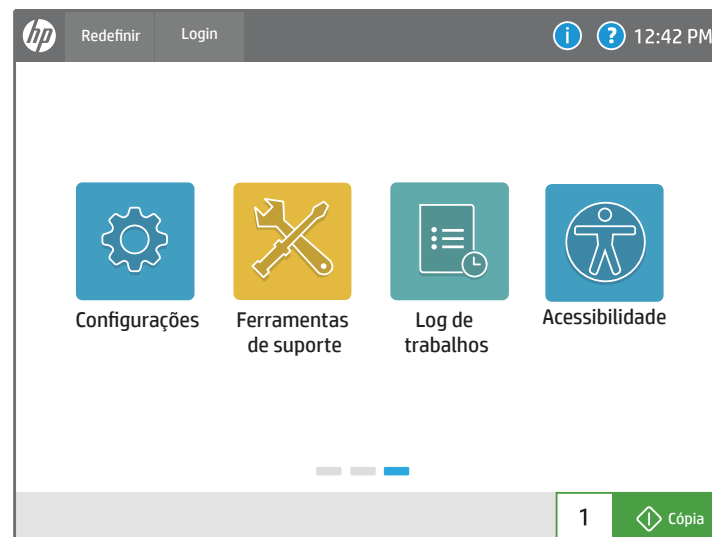 hp Redefinir Login i ? 12:42 PM
Configurações
Ferramentas
de suporte
Log de
trabalhos
Acessibilidade
1 Cópia